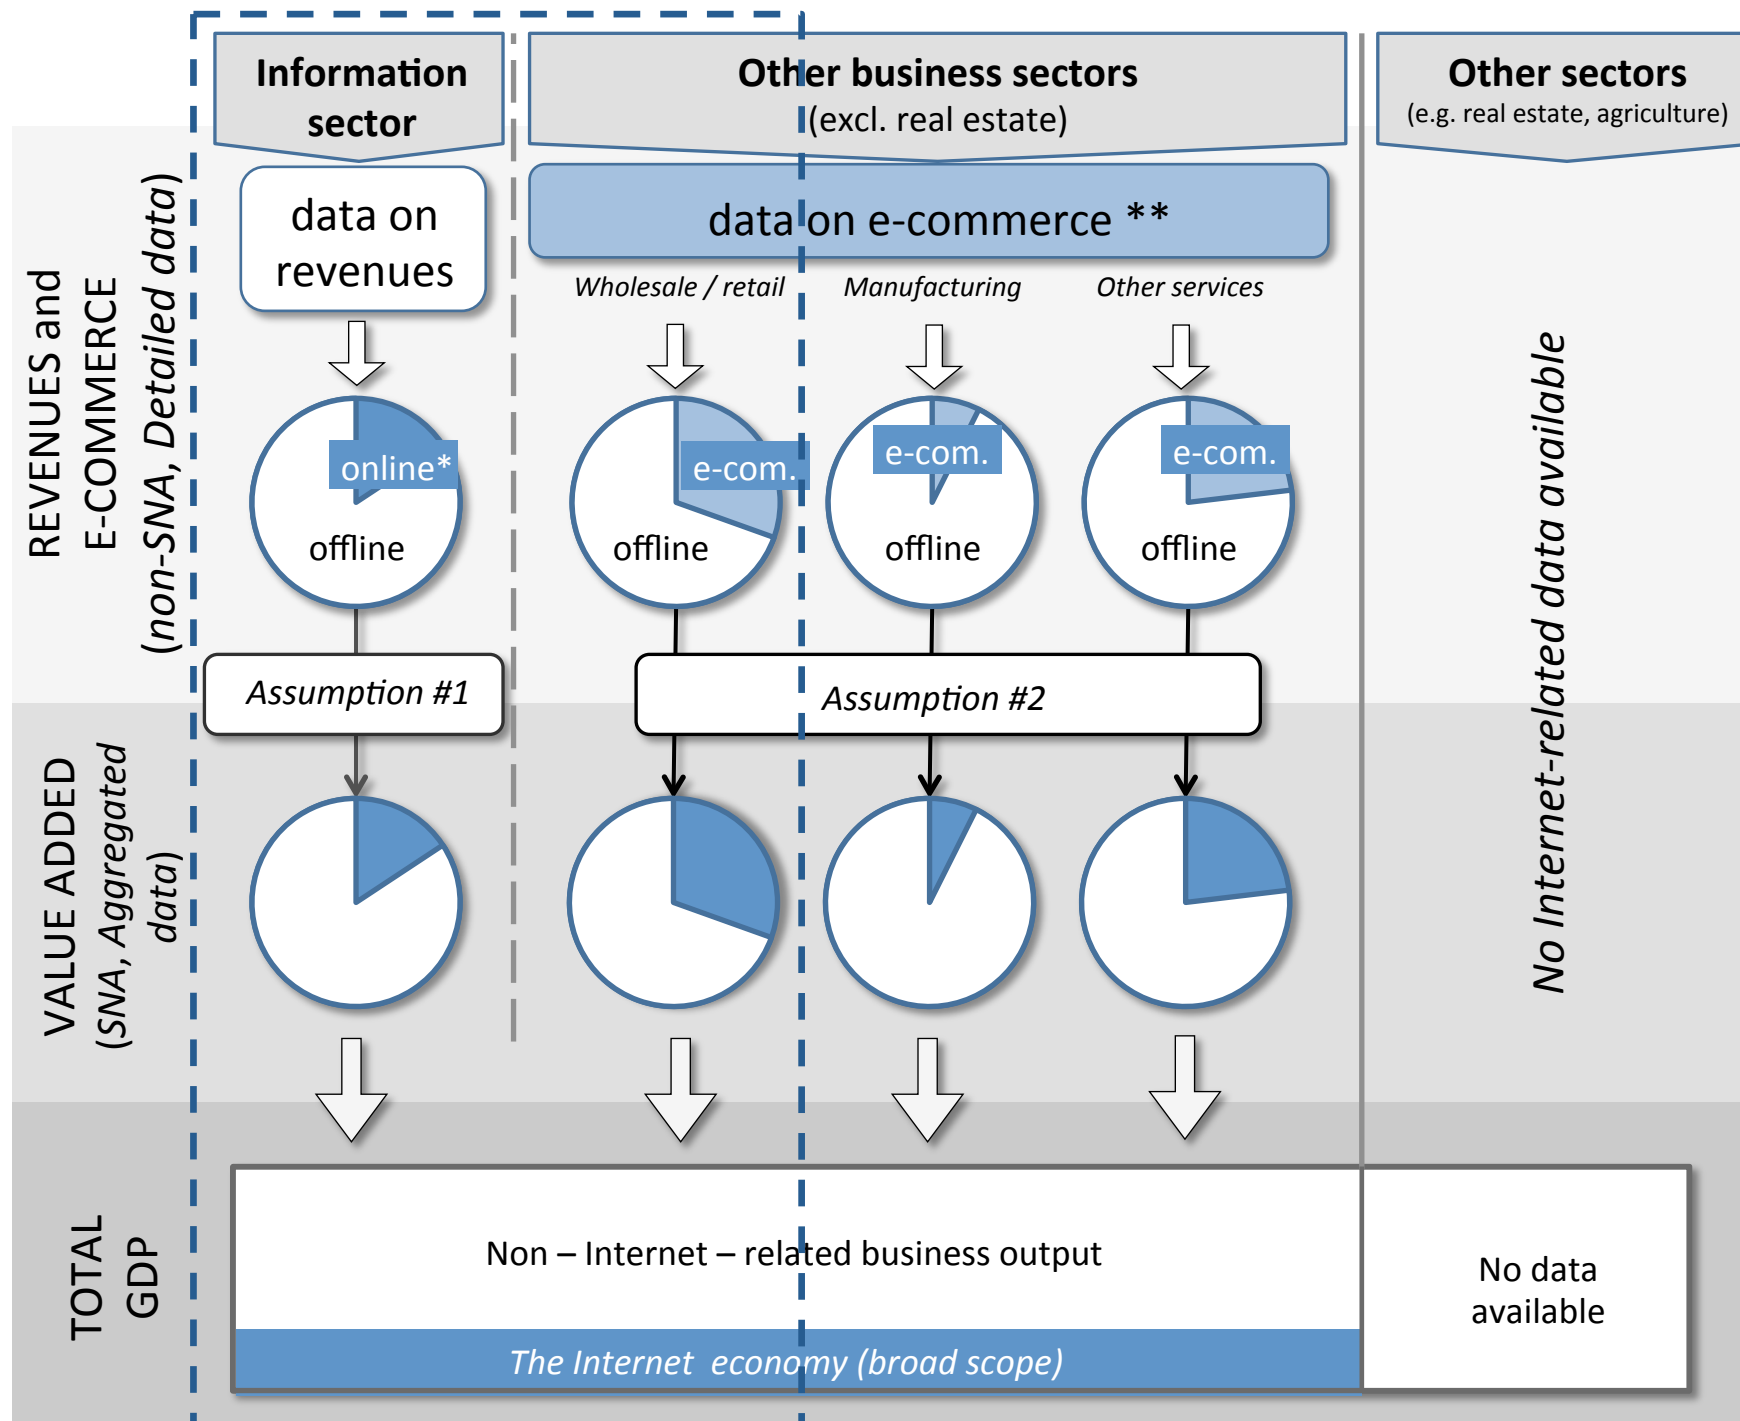 Information
sector
Other business sectors
(excl. real estate)
Other sectors
(e.g. real estate, agriculture)
REVENUES and
E-COMMERCE
(non-SNA, Detailed data)
data on
revenues
data on e-commerce **
Wholesale / retail
Manufacturing
Other services
online*
offline
e-com.
offline
e-com.
offline
e-com.
offline
No Internet-related data available
Assumption #1
Assumption #2
VALUE ADDED
(SNA, Aggregated
data)
TOTAL
GDP
Non – Internet – related business output
The Internet economy (broad scope)
No data
available